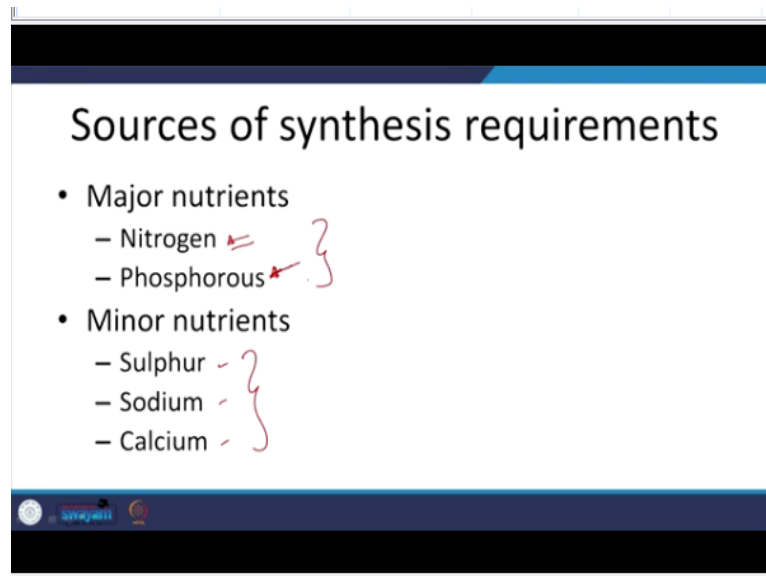 Sources of synthesis requirements
• Major nutrients
– Nitrogen
– Phosphorous
• Minor nutrients
– Sulphur
– Sodium
– Calcium
swayam